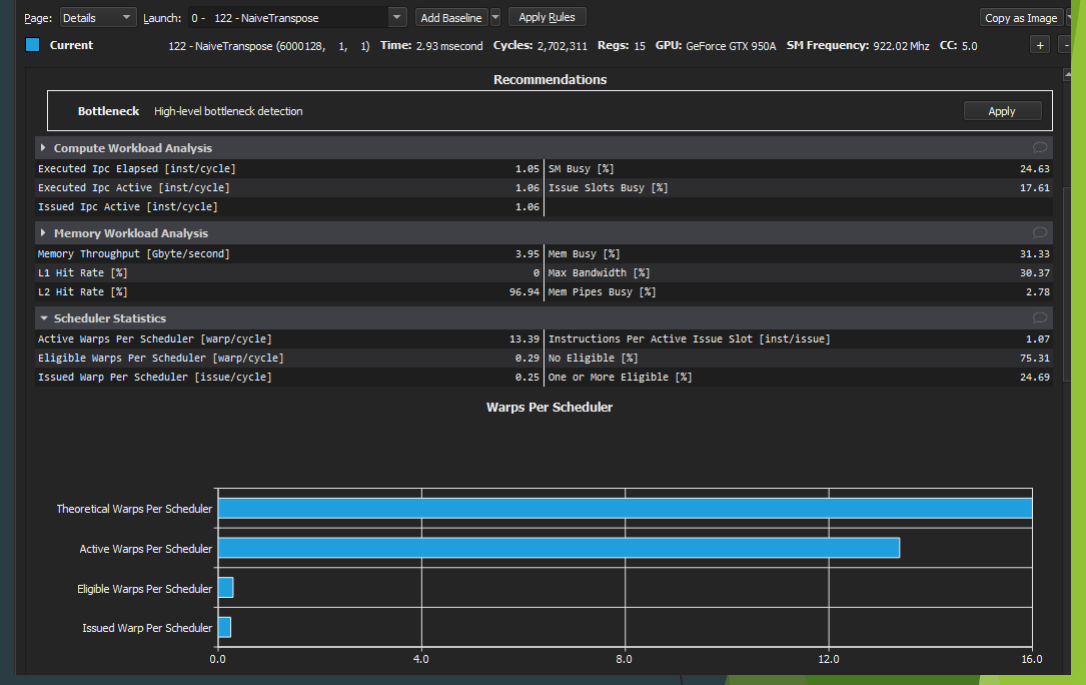 Page: Details Launch: 0 - 122 - NaiveTranspose Add Baseline Apply Rules Copy as Image
Current 122 - NaiveTranspose (6000128, 1, 1) Time: 2.93 msecond Cycles: 2,702,311 Regs: 15 GPU: GeForce GTX 950A SM Frequency: 922.02 Mhz CC: 5.0 + -
Recommendations
Bottleneck High-level bottleneck detection Apply
Compute Workload Analysis
Executed Ipc Elapsed [inst/cycle] 1.05 SM Busy [%] 24.63
Executed Ipc Active [inst/cycle] 1.06 Issue Slots Busy [%] 17.61
Issued Ipc Active [inst/cycle] 1.06
Memory Workload Analysis
Memory Throughput [Gbyte/second] 3.95 Mem Busy [%] 31.33
L1 Hit Rate [%] 0 Max Bandwidth [%] 30.37
L2 Hit Rate [%] 96.94 Mem Pipes Busy [%] 2.78
Scheduler Statistics
Active Warps Per Scheduler [warp/cycle] 13.39 Instructions Per Active Issue Slot [inst/issue] 1.07
Eligible Warps Per Scheduler [warp/cycle] 0.29 No Eligible [%] 75.31
Issued Warp Per Scheduler [issue/cycle] 0.25 One or More Eligible [%] 24.69
Warps Per Scheduler
Theoretical Warps Per Scheduler
Active Warps Per Scheduler
Eligible Warps Per Scheduler
Issued Warp Per Scheduler
0.0 4.0 8.0 12.0 16.0